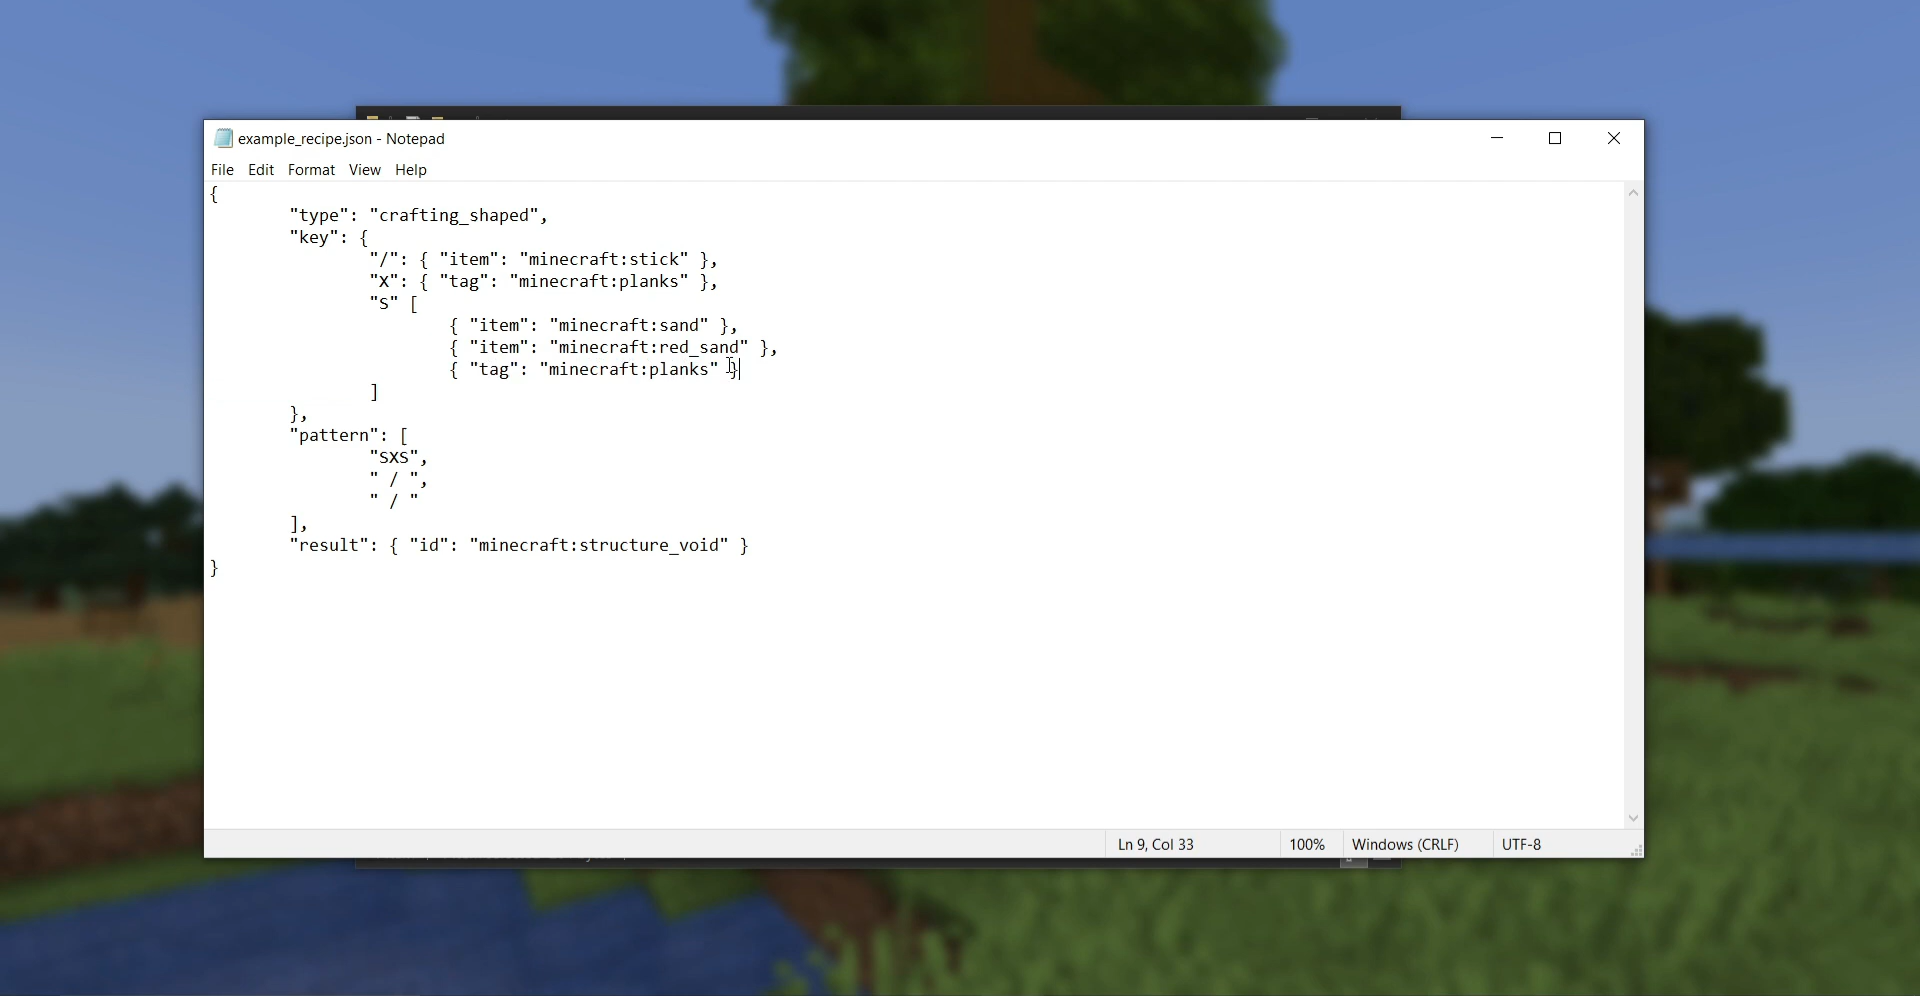 example_recipe.json - Notepad
File Edit Format View Help
{
"type": "crafting_shaped",
"key": {
"/": { "item": "minecraft:stick" },
"X": { "tag": "minecraft:planks" },
"S" [
{ "item": "minecraft:sand" },
{ "item": "minecraft:red_sand" },
{ "tag": "minecraft:planks" }
]
},
"pattern": [
"SXS",
" / ",
" / "
],
"result": { "id": "minecraft:structure_void" }
}
Ln 9, Col 33 100% Windows (CRLF) UTF-8